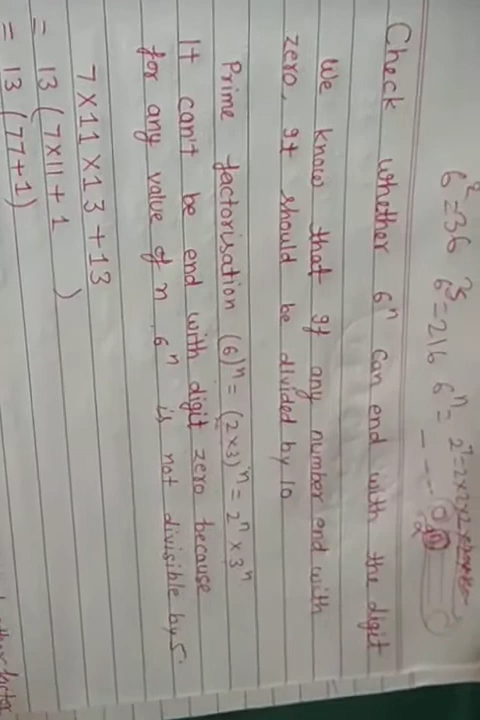 6² = 36 6³ = 216 6ⁿ =
Check whether 6ⁿ can end with the digit
We know that If any number end with
zero, It should be divided by 10
Prime factorisation (6)ⁿ = (2×3)ⁿ = 2ⁿ × 3ⁿ
It can't be end with digit zero because
for any value of n 6ⁿ is not divisible by 5.
7×11×13+13
= 13 (7×11+1)
= 13 (77+1)